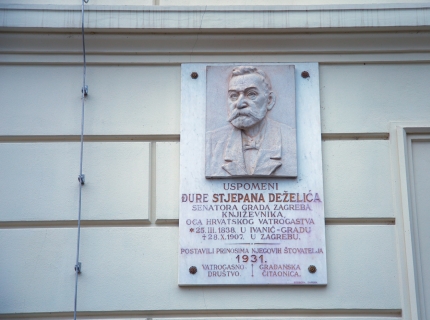 USPOMENI
ĐURE STJEPANA DEŽELIĆA
SENATORA GRADA ZAGREBA
KNJIŽEVNIKA
OCA HRVATSKOG VATROGASTVA
*25. III. 1838. U IVANIĆ-GRADU
†28. X. 1907. U ZAGREBU.
POSTAVILI PRINOSIMA NJEGOVIH ŠTOVATELJA
1931.
VATROGASNO GRAĐANSKA
DRUŠTVO. ČITAONICA.